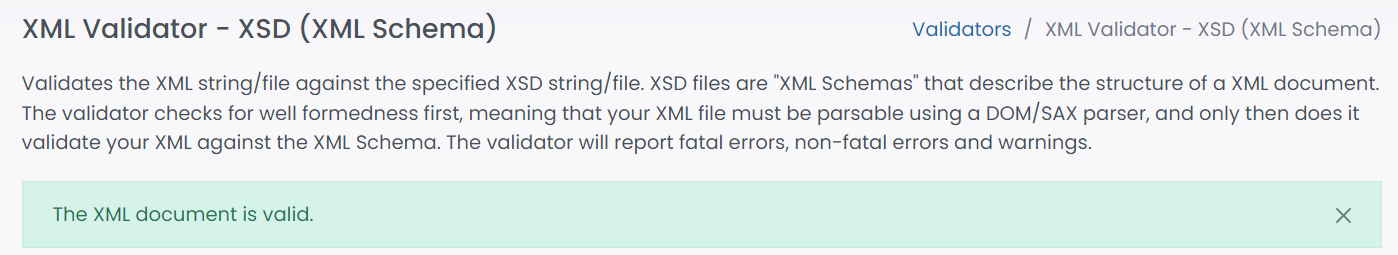 XML Validator - XSD (XML Schema)
Validators / XML Validator - XSD (XML Schema)
Validates the XML string/file against the specified XSD string/file. XSD files are "XML Schemas" that describe the structure of a XML document.
The validator checks for well formedness first, meaning that your XML file must be parsable using a DOM/SAX parser, and only then does it
validate your XML against the XML Schema. The validator will report fatal errors, non-fatal errors and warnings.
The XML document is valid.